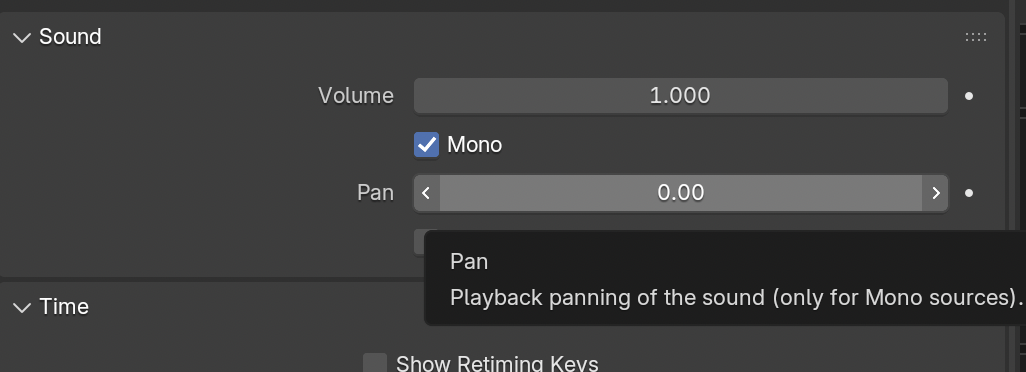 Sound
Volume 1.000
Mono
Pan 0.00
Pan
Playback panning of the sound (only for Mono sources).
Time
Show Retiming Keys